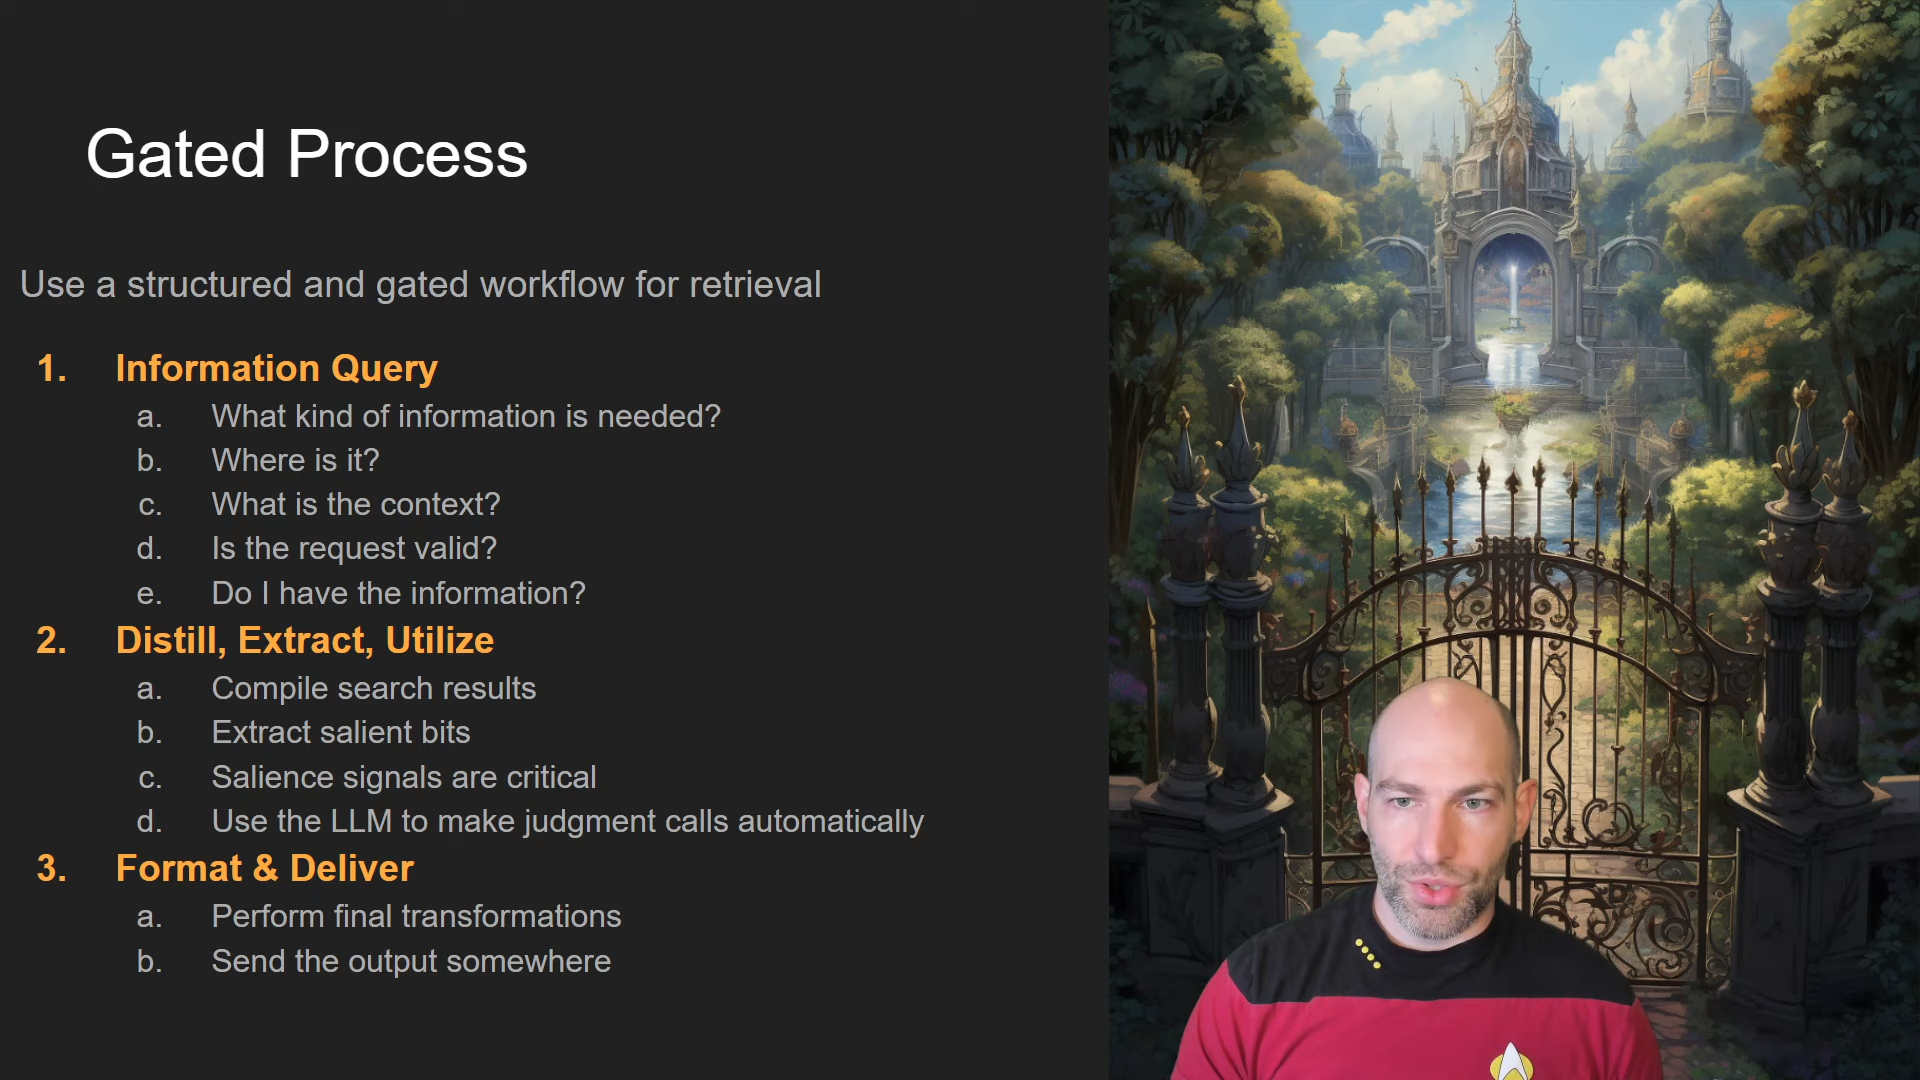 Gated Process
Use a structured and gated workflow for retrieval
1. Information Query
a. What kind of information is needed?
b. Where is it?
c. What is the context?
d. Is the request valid?
e. Do I have the information?
2. Distill, Extract, Utilize
a. Compile search results
b. Extract salient bits
c. Salience signals are critical
d. Use the LLM to make judgment calls automatically
3. Format & Deliver
a. Perform final transformations
b. Send the output somewhere